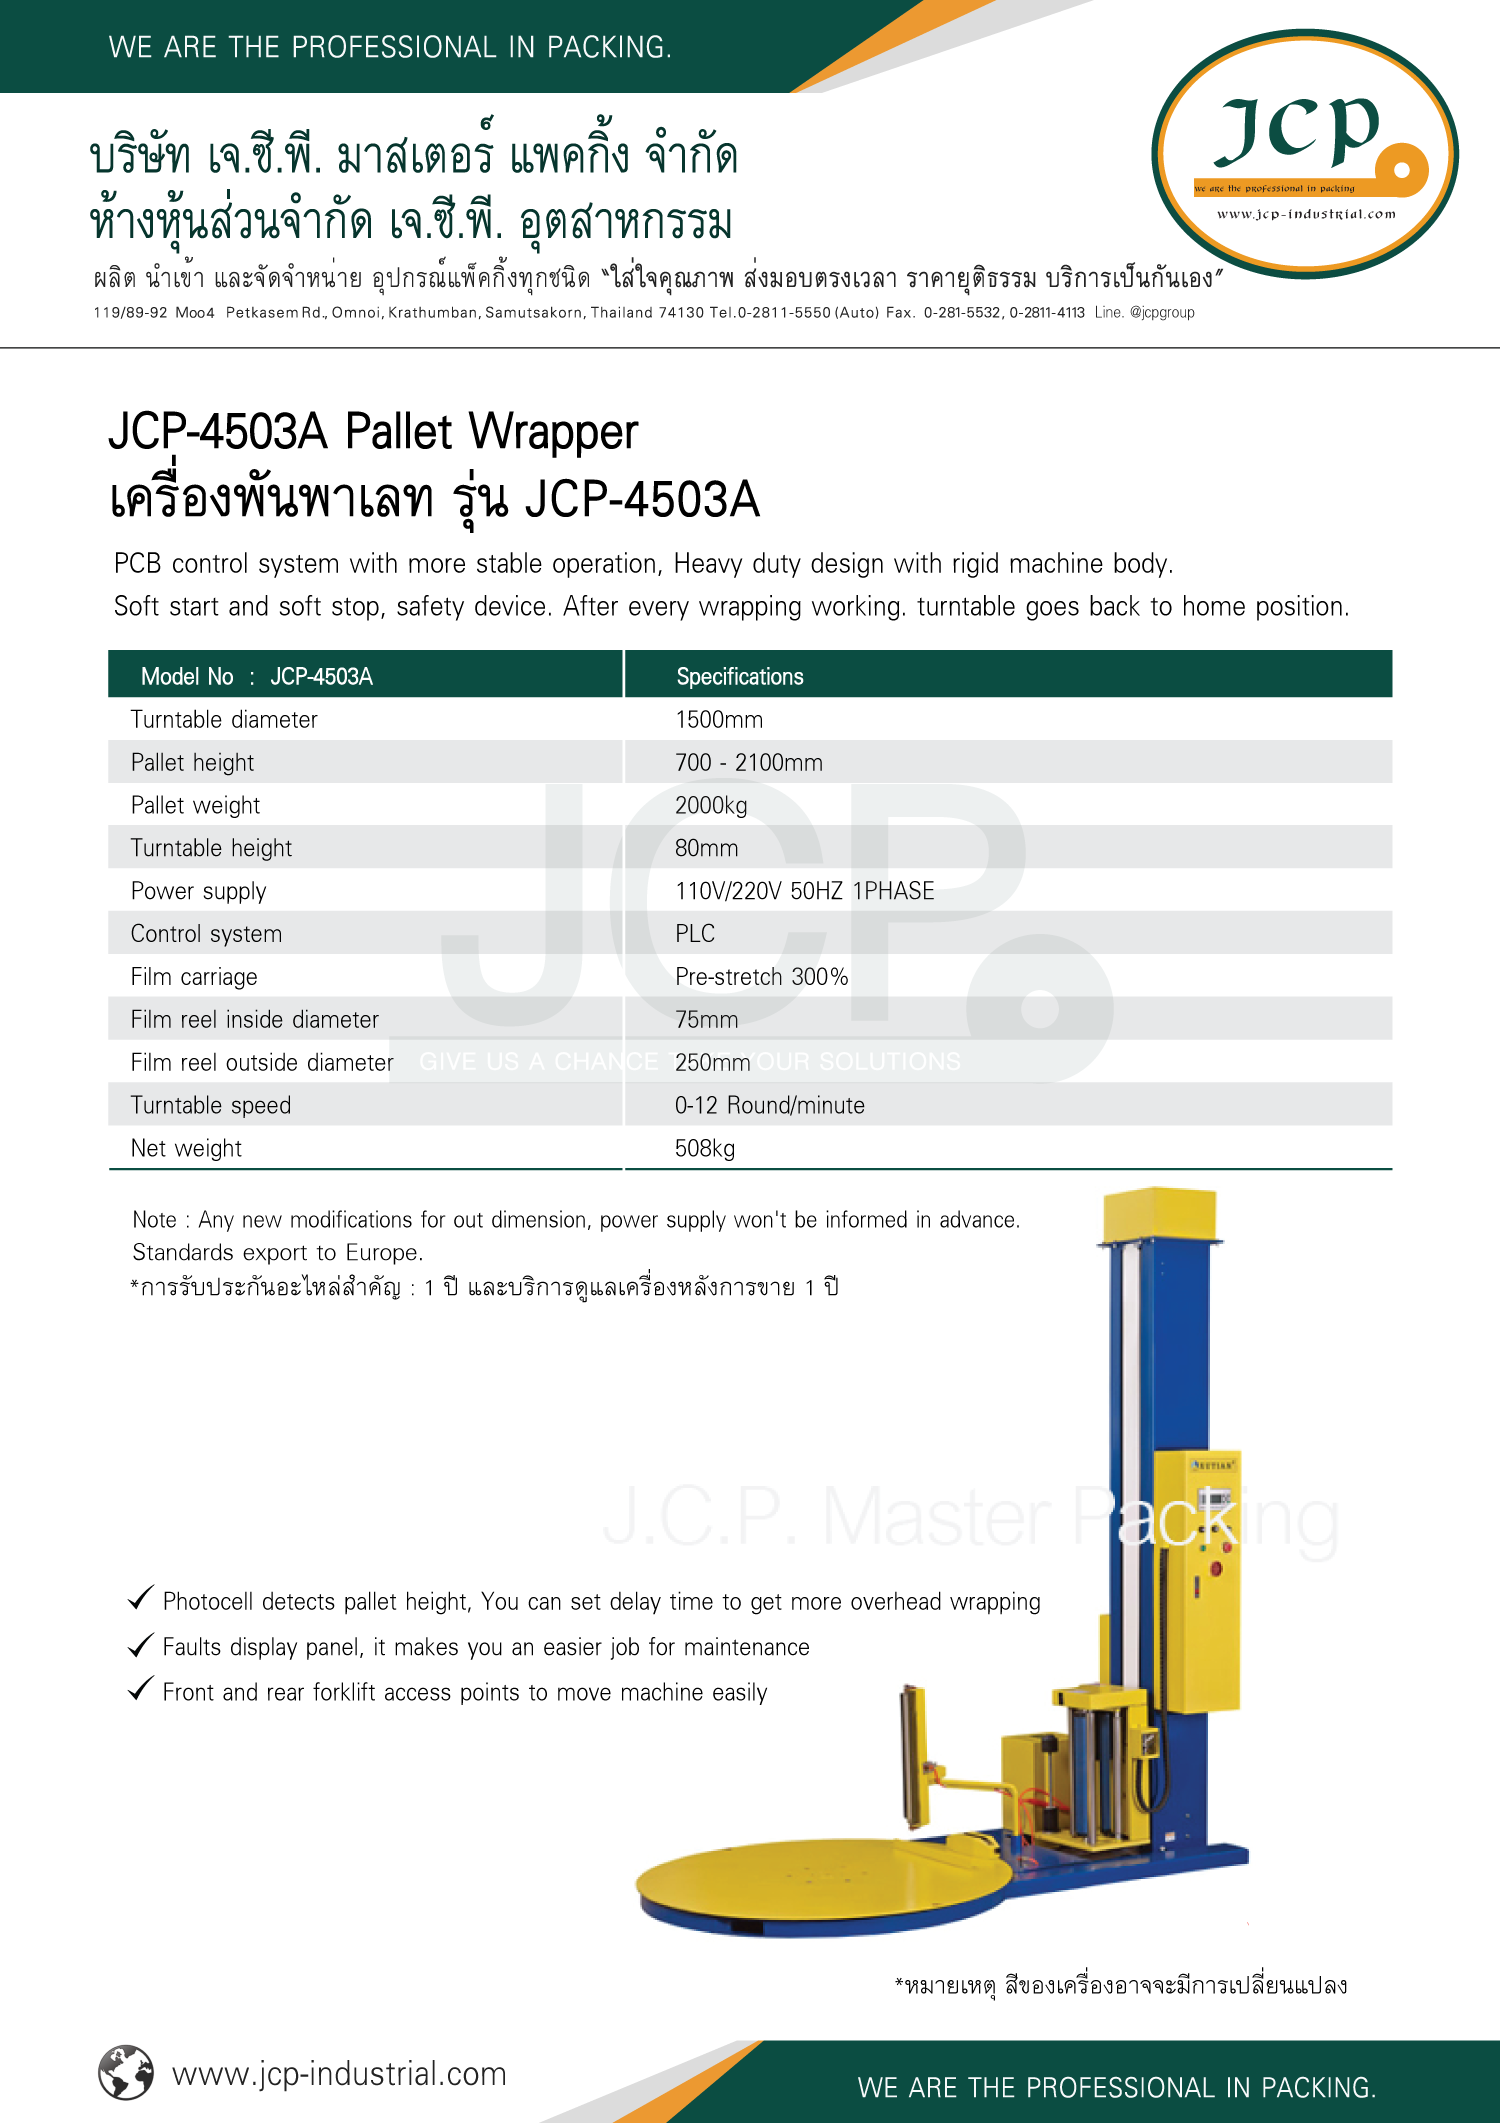 WE ARE THE PROFESSIONAL IN PACKING.
JCP
we are the professional in packing
www.jcp-industrial.com
บริษัท เจ.ซี.พี. มาสเตอร์ แพคกิ้ง จำกัด
ห้างหุ้นส่วนจำกัด เจ.ซี.พี. อุตสาหกรรม
ผลิต นำเข้า และจัดจำหน่าย อุปกรณ์แพ็คกิ้งทุกชนิด “ใส่ใจคุณภาพ ส่งมอบตรงเวลา ราคายุติธรรม บริการเป็นกันเอง”
119/89-92 Moo4 Petkasem Rd., Omnoi, Krathumban, Samutsakorn, Thailand 74130 Tel.0-2811-5550 (Auto) Fax. 0-281-5532, 0-2811-4113 Line. @jcpgroup
JCP-4503A Pallet Wrapper
เครื่องพันพาเลท รุ่น JCP-4503A
PCB control system with more stable operation, Heavy duty design with rigid machine body.
Soft start and soft stop, safety device. After every wrapping working. turntable goes back to home position.
Model No : JCP-4503A Specifications
Turntable diameter 1500mm
Pallet height 700 - 2100mm
Pallet weight 2000kg
Turntable height 80mm
Power supply 110V/220V 50HZ 1PHASE
Control system PLC
Film carriage Pre-stretch 300%
Film reel inside diameter 75mm
Film reel outside diameter 250mm
Turntable speed 0-12 Round/minute
Net weight 508kg
JCP
GIVE US A CHANCE YOUR SOLUTIONS
Note : Any new modifications for out dimension, power supply won't be informed in advance.
Standards export to Europe.
*การรับประกันอะไหล่สำคัญ : 1 ปี และบริการดูแลเครื่องหลังการขาย 1 ปี
J.C.P. Master Packing
Photocell detects pallet height, You can set delay time to get more overhead wrapping
Faults display panel, it makes you an easier job for maintenance
Front and rear forklift access points to move machine easily
*หมายเหตุ สีของเครื่องอาจจะมีการเปลี่ยนแปลง
www.jcp-industrial.com
WE ARE THE PROFESSIONAL IN PACKING.